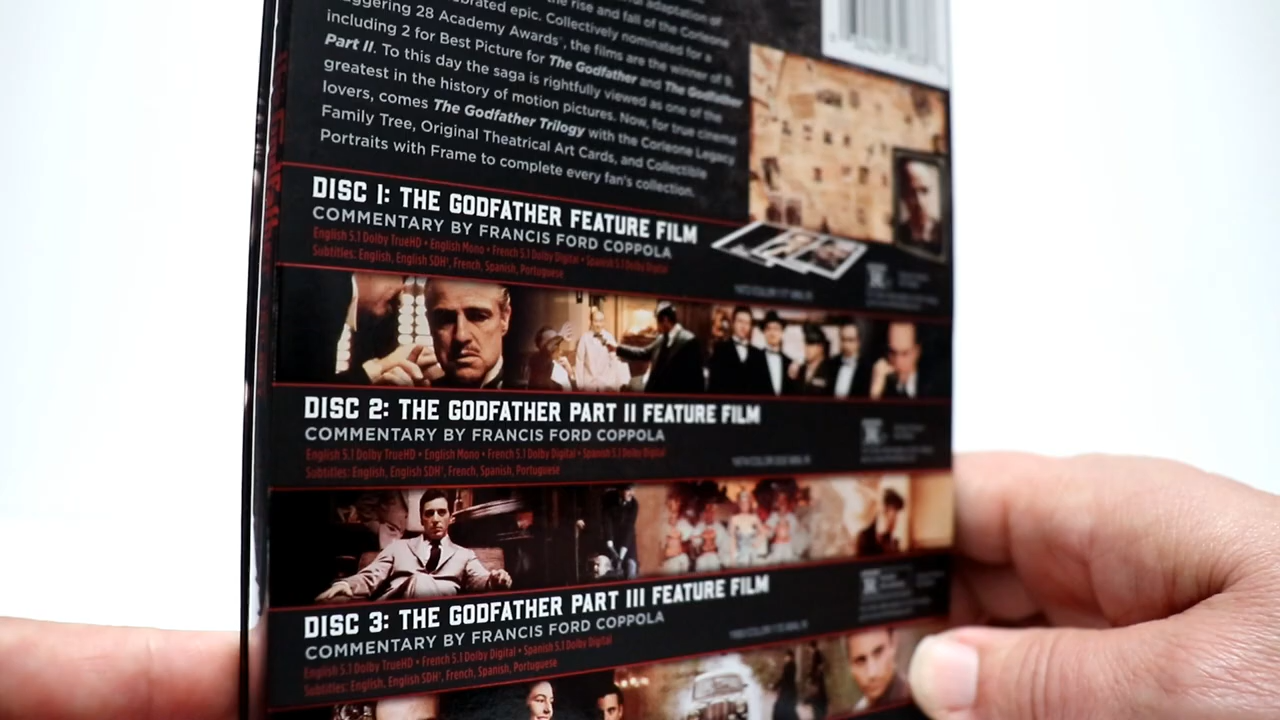 the rise and fall of the Corleone
epic. Collectively nominated for a
28 Academy Awards®, the films are the winner of 9,
including 2 for Best Picture for The Godfather and The Godfather
Part II. To this day the saga is rightfully viewed as one of the
greatest in the history of motion pictures. Now, for true cinema
lovers, comes The Godfather Trilogy with the Corleone Legacy
Family Tree, Original Theatrical Art Cards, and Collectible
Portraits with Frame to complete every fan's collection.
DISC 1: THE GODFATHER FEATURE FILM
COMMENTARY BY FRANCIS FORD COPPOLA
English 5.1 Dolby TrueHD • English Mono • French 5.1 Dolby Digital • Spanish 5.1 Dolby Digital
Subtitles: English, English SDH†, French, Spanish, Portuguese
DISC 2: THE GODFATHER PART II FEATURE FILM
COMMENTARY BY FRANCIS FORD COPPOLA
English 5.1 Dolby TrueHD • English Mono • French 5.1 Dolby Digital • Spanish 5.1 Dolby Digital
Subtitles: English, English SDH†, French, Spanish, Portuguese
DISC 3: THE GODFATHER PART III FEATURE FILM
COMMENTARY BY FRANCIS FORD COPPOLA
English 5.1 Dolby TrueHD • French 5.1 Dolby Digital • Spanish 5.1 Dolby Digital
Subtitles: English, English SDH†, French, Spanish, Portuguese